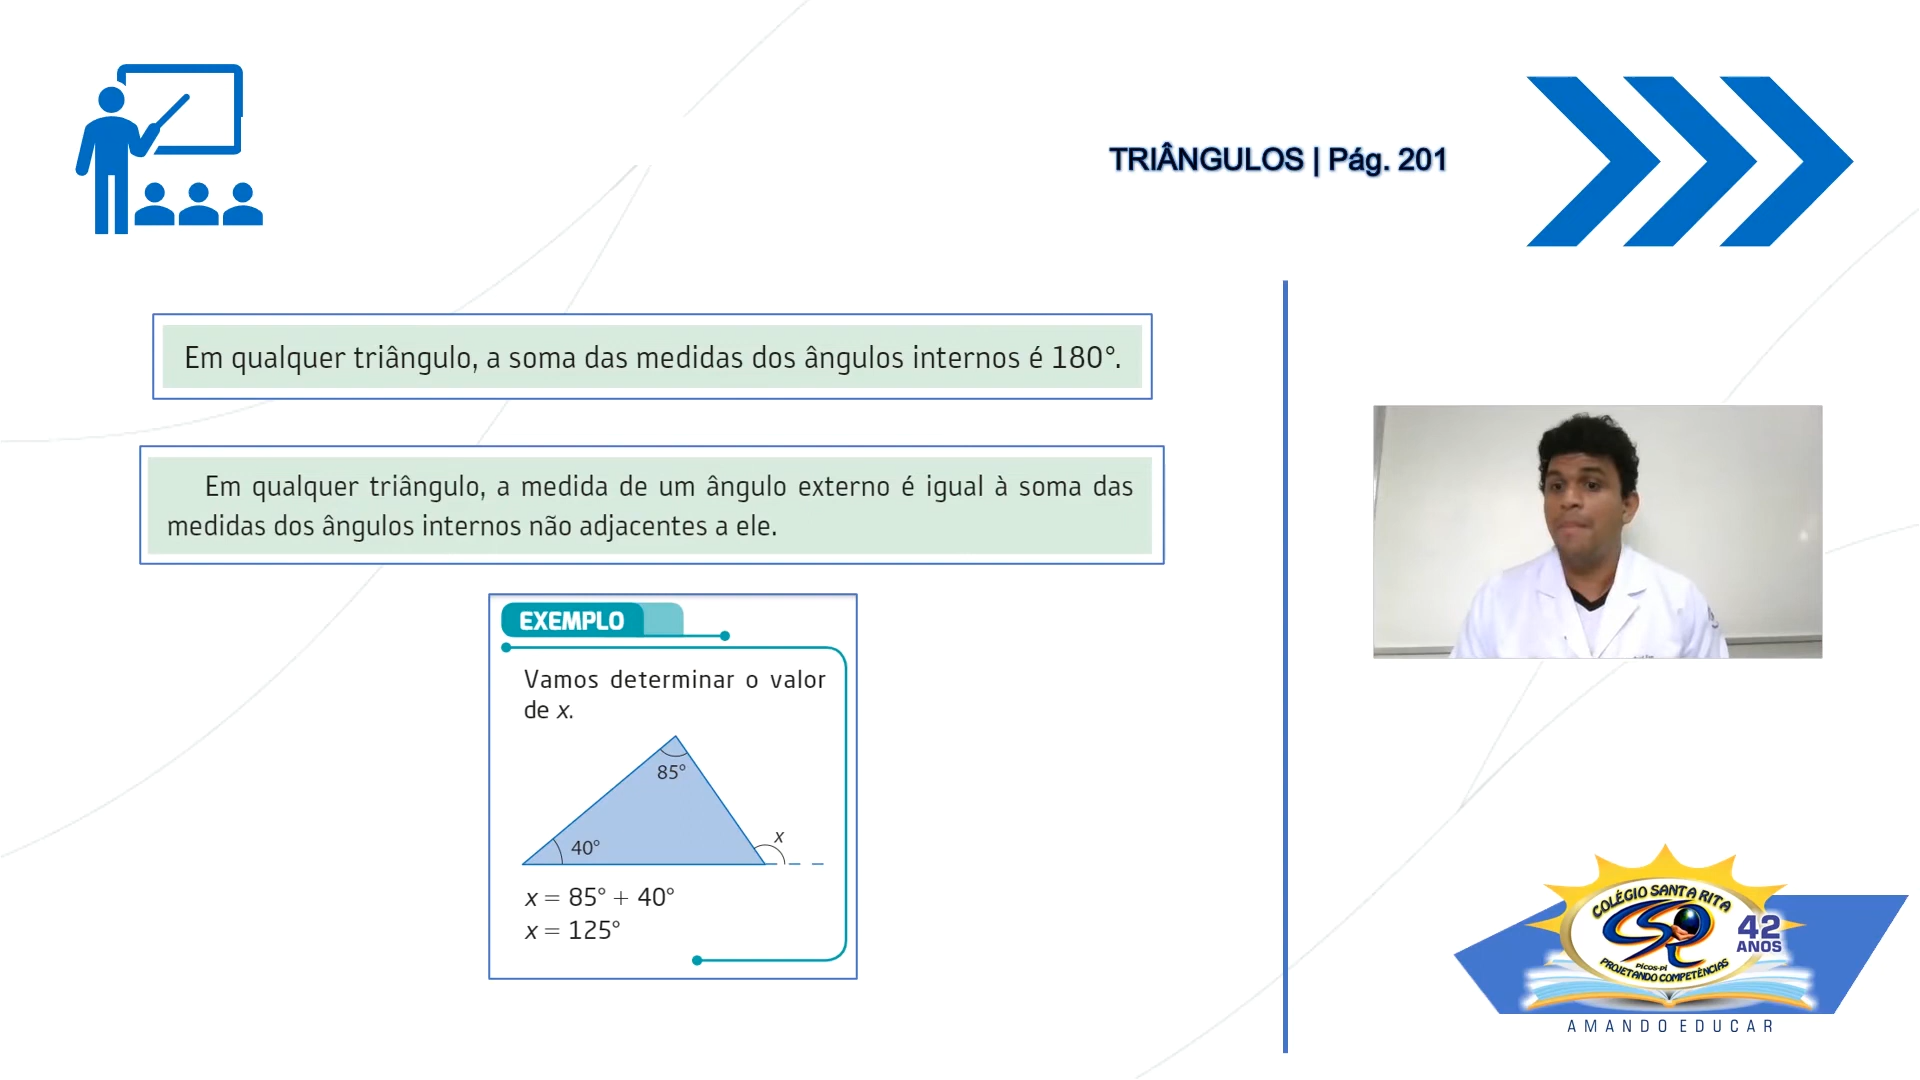 TRIÂNGULOS | Pág. 201
Em qualquer triângulo, a soma das medidas dos ângulos internos é 180°.
Em qualquer triângulo, a medida de um ângulo externo é igual à soma das
medidas dos ângulos internos não adjacentes a ele.
EXEMPLO
Vamos determinar o valor
de x.
85°
40°
x
x = 85° + 40°
x = 125°
COLÉGIO SANTA RITA
42
ANOS
PICOS-PI
PROJETANDO COMPETÊNCIAS
AMANDO EDUCAR